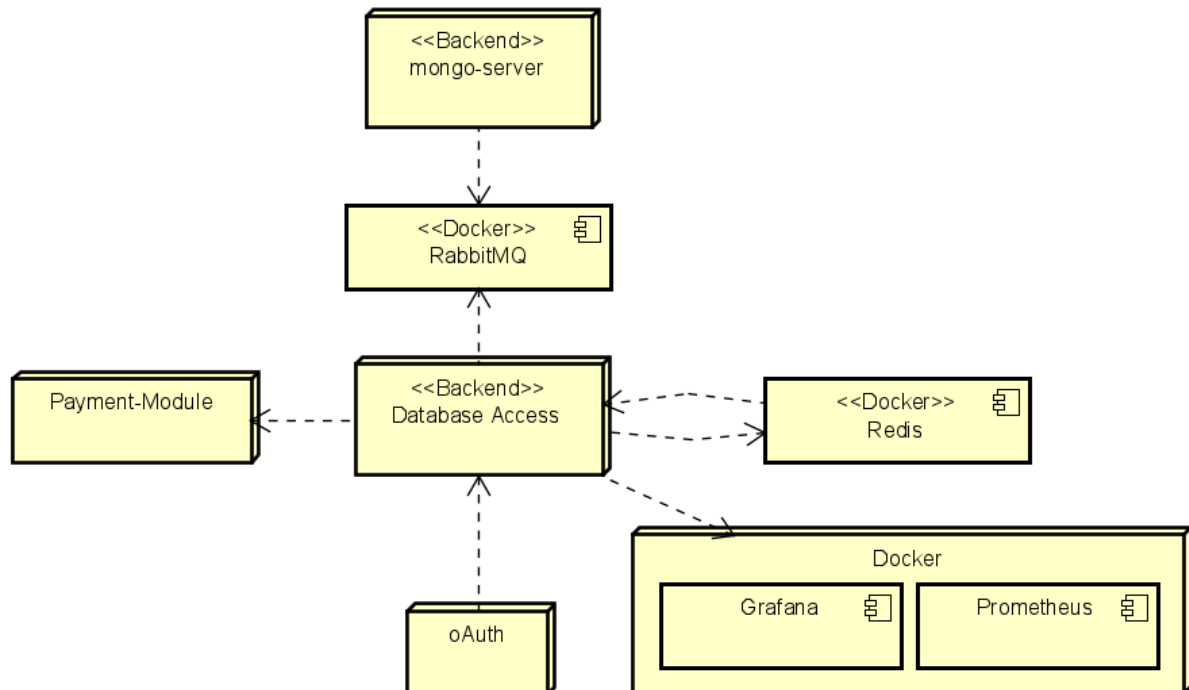 <<Backend>>
mongo-server
<<Docker>>
RabbitMQ
Payment-Module
<<Backend>>
Database Access
<<Docker>>
Redis
oAuth
Docker
Grafana
Prometheus